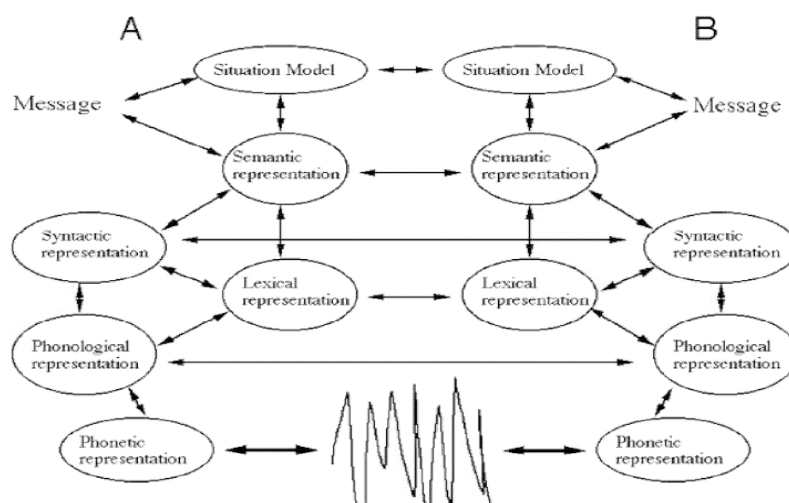 A
B
Situation Model
Situation Model
Message
Message
Semantic
representation
Semantic
representation
Syntactic
representation
Syntactic
representation
Lexical
representation
Lexical
representation
Phonological
representation
Phonological
representation
Phonetic
representation
Phonetic
representation